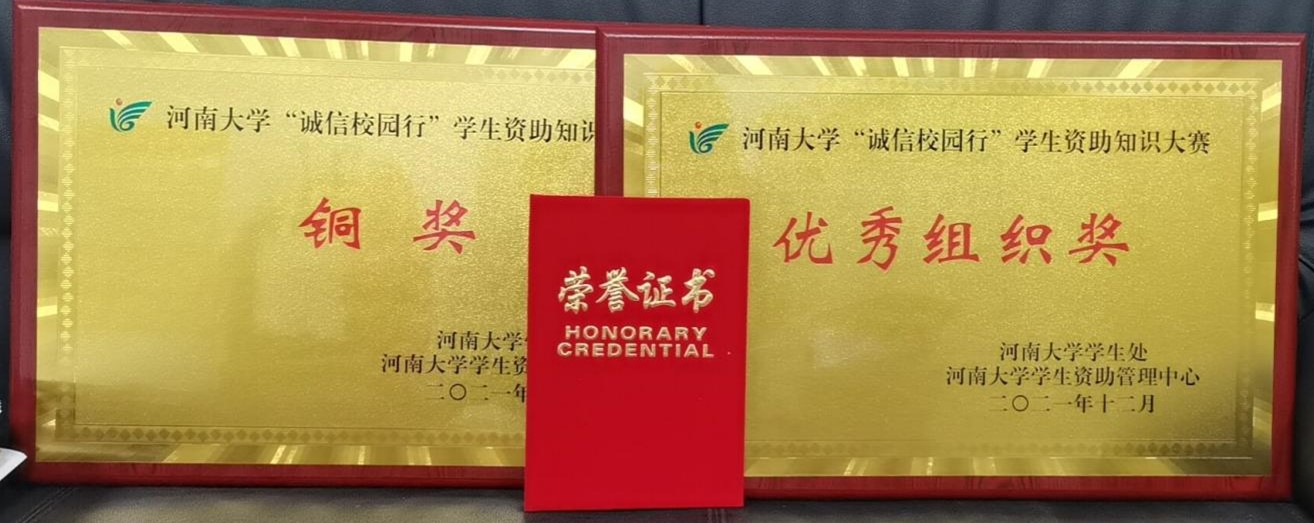 河南大学“诚信校园行”学生资助知
铜奖
河南大学
河南大学学生资
二〇二一年
荣誉证书
HONORARY
CREDENTIAL
河南大学“诚信校园行”学生资助知识大赛
优秀组织奖
河南大学学生处
河南大学学生资助管理中心
二〇二一年十二月